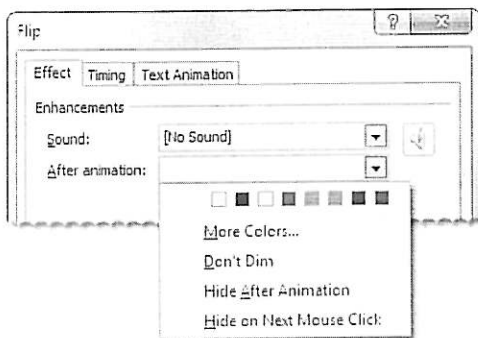 Flip
Effect Timing Text Animation
Enhancements
Sound: [No Sound]
After animation:
More Colors...
Don't Dim
Hide After Animation
Hide on Next Mouse Click